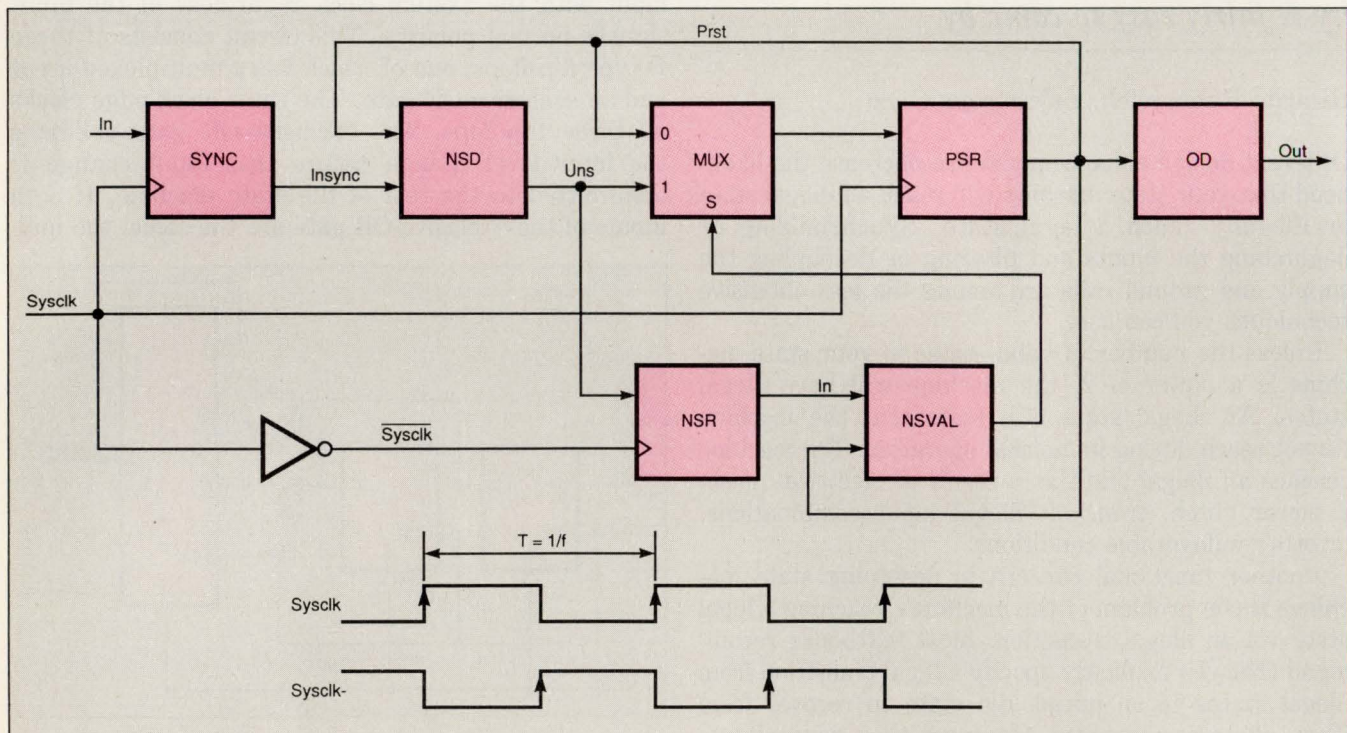 Prst
In
SYNC
Insync
NSD
Uns
0
1
MUX
S
PSR
OD
Out
Sysclk
Sysclk
NSR
In
NSVAL
T = 1/f
Sysclk
Sysclk-